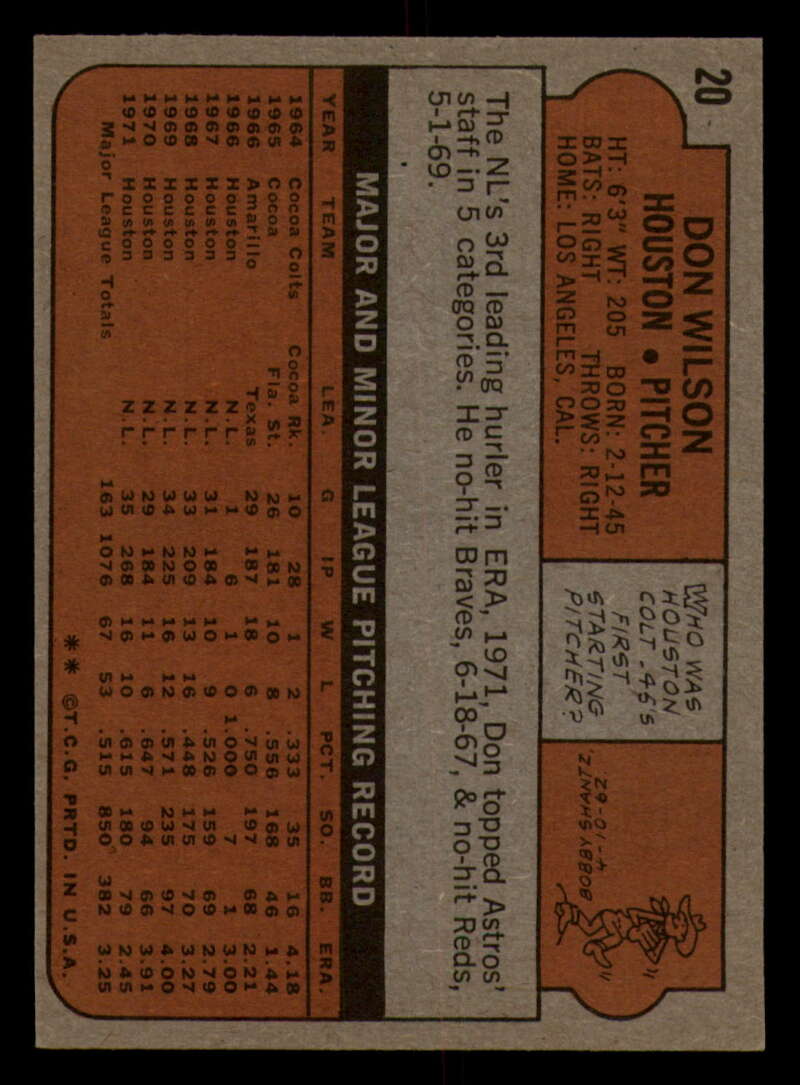 20
DON WILSON
HOUSTON • PITCHER
HT: 6'3" WT: 205 BORN: 2-12-45
BATS: RIGHT THROWS: RIGHT
HOME: LOS ANGELES, CAL.
WHO WAS
HOUSTON
COLT .45'S
FIRST
STARTING
PITCHER?
BOBBY SHANTZ.
4-10-62
The NL's 3rd leading hurler in ERA, 1971, Don topped Astros'
staff in 5 categories. He no-hit Braves, 6-18-67, & no-hit Reds,
5-1-69.
MAJOR AND MINOR LEAGUE PITCHING RECORD
YEAR TEAM LEA. G IP W L PCT. SO. BB. ERA.
1964 Cocoa Colts Cocoa Rk. 10 28 1 2 .333 35 16 4.18
1965 Cocoa Fla. St. 26 181 10 8 .556 168 46 1.44
1966 Amarillo Texas 29 187 18 6 .750 197 68 2.21
1966 Houston N.L. 1 6 1 0 1.000 7 1 3.00
1967 Houston N.L. 31 184 10 9 .526 159 69 2.79
1968 Houston N.L. 33 209 13 16 .448 175 70 3.27
1969 Houston N.L. 34 225 16 12 .571 235 97 4.00
1970 Houston N.L. 29 184 11 6 .647 94 66 3.91
1971 Houston N.L. 35 268 16 10 .615 180 79 2.45
Major League Totals 163 1076 67 53 .515 850 382 3.25
** ©T.C.G. PRTD. IN U.S.A.